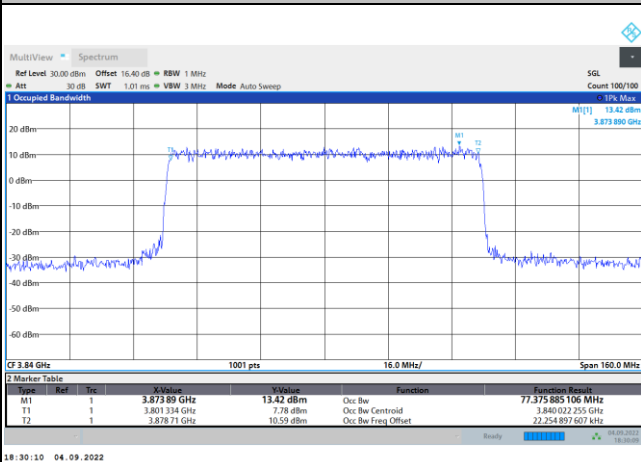 MultiView Spectrum
Ref Level 30.00 dBm Offset 16.40 dB RBW 1 MHz SGL
Att 30 dB SWT 1.01 ms VBW 3 MHz Mode Auto Sweep Count 100/100
1 Occupied Bandwidth 1Pk Max
M1[1] 13.42 dBm
3.873 890 GHz
20 dBm
M1
T1 T2
10 dBm
0 dBm
-10 dBm
-20 dBm
-30 dBm
-40 dBm
-50 dBm
-60 dBm
CF 3.84 GHz 1001 pts 16.0 MHz/ Span 160.0 MHz
2 Marker Table
Type Ref Trc X-Value Y-Value Function Function Result
M1 1 3.873 89 GHz 13.42 dBm Occ Bw 77.375 885 106 MHz
T1 1 3.801 334 GHz 7.78 dBm Occ Bw Centroid 3.840 022 255 GHz
T2 1 3.878 71 GHz 10.59 dBm Occ Bw Freq Offset 22.254 897 607 kHz
Ready 04.09.2022
18:30:09
18:30:10 04.09.2022